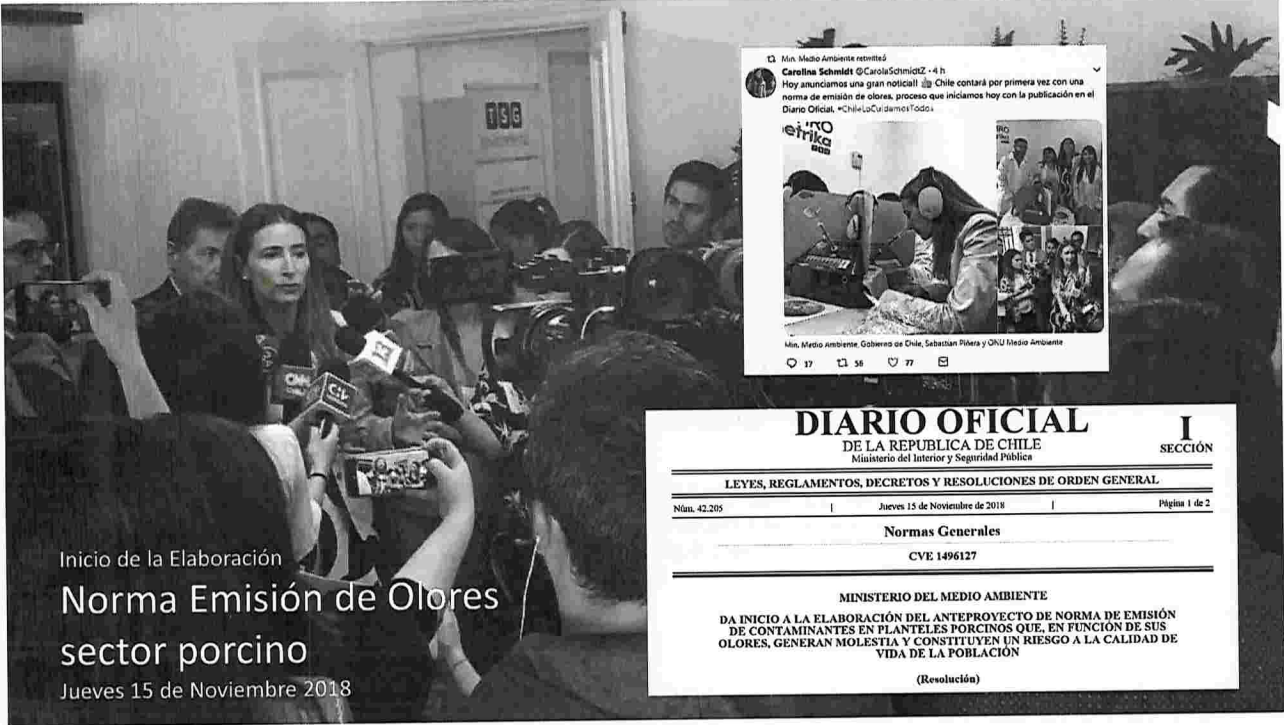 TSG
CNN
CHV
Min. Medio Ambiente retwitteó
Carolina Schmidt @CarolaSchmidtZ · 4 h
Hoy anunciamos una gran noticia!! Chile contará por primera vez con una
norma de emisión de olores, proceso que iniciamos hoy con la publicación en el
Diario Oficial, #ChileLoCuidamosTodos
etrika
Min. Medio Ambiente, Gobierno de Chile, Sebastian Piñera y ONU Medio Ambiente
17 56 77
DIARIO OFICIAL
DE LA REPUBLICA DE CHILE
Ministerio del Interior y Seguridad Pública
I
SECCIÓN
LEYES, REGLAMENTOS, DECRETOS Y RESOLUCIONES DE ORDEN GENERAL
Núm. 42.205 | Jueves 15 de Noviembre de 2018 | Página 1 de 2
Normas Generales
CVE 1496127
MINISTERIO DEL MEDIO AMBIENTE
DA INICIO A LA ELABORACIÓN DEL ANTEPROYECTO DE NORMA DE EMISIÓN
DE CONTAMINANTES EN PLANTELES PORCINOS QUE, EN FUNCIÓN DE SUS
OLORES, GENERAN MOLESTIA Y CONSTITUYEN UN RIESGO A LA CALIDAD DE
VIDA DE LA POBLACIÓN
(Resolución)
Inicio de la Elaboración
Norma Emisión de Olores
sector porcino
Jueves 15 de Noviembre 2018